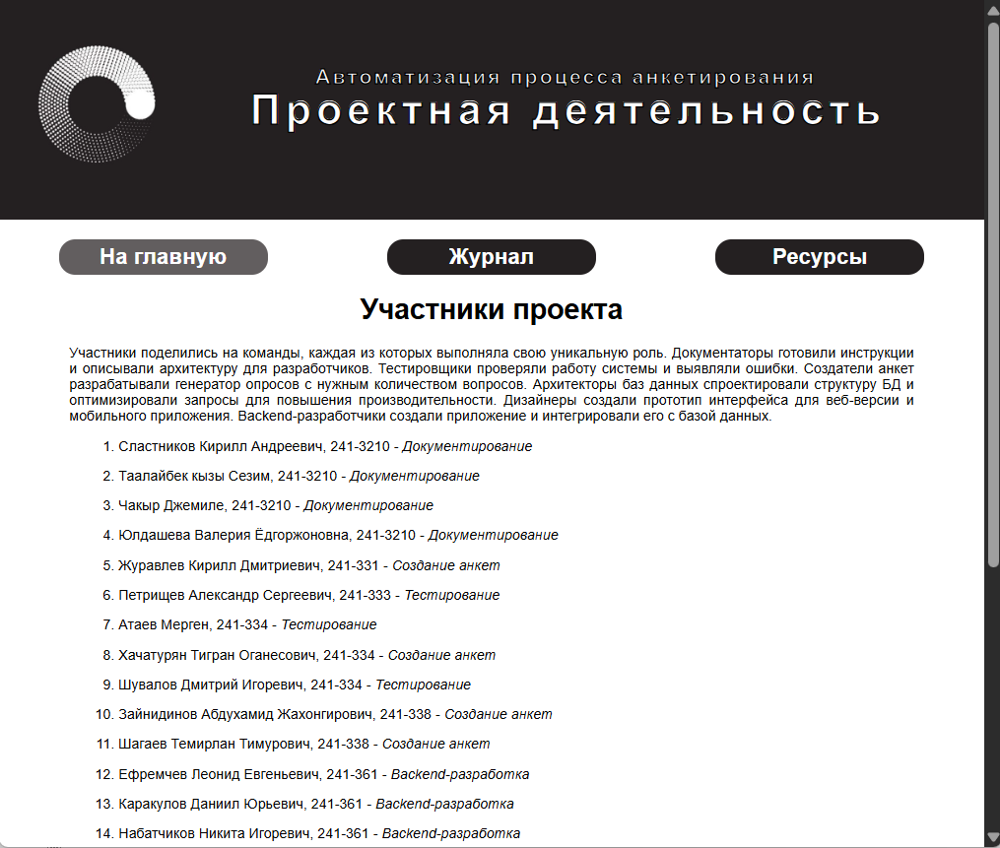 Автоматизация процесса анкетирования
Проектная деятельность
На главную
Журнал
Ресурсы
Участники проекта
Участники поделились на команды, каждая из которых выполняла свою уникальную роль. Документаторы готовили инструкции
и описывали архитектуру для разработчиков. Тестировщики проверяли работу системы и выявляли ошибки. Создатели анкет
разрабатывали генератор опросов с нужным количеством вопросов. Архитекторы баз данных спроектировали структуру БД и
оптимизировали запросы для повышения производительности. Дизайнеры создали прототип интерфейса для веб-версии и
мобильного приложения. Backend-разработчики создали приложение и интегрировали его с базой данных.
1. Сластников Кирилл Андреевич, 241-3210 - Документирование
2. Таалайбек кызы Сезим, 241-3210 - Документирование
3. Чакыр Джемиле, 241-3210 - Документирование
4. Юлдашева Валерия Ёдгоржоновна, 241-3210 - Документирование
5. Журавлев Кирилл Дмитриевич, 241-331 - Создание анкет
6. Петрищев Александр Сергеевич, 241-333 - Тестирование
7. Атаев Мерген, 241-334 - Тестирование
8. Хачатурян Тигран Оганесович, 241-334 - Создание анкет
9. Шувалов Дмитрий Игоревич, 241-334 - Тестирование
10. Зайнидинов Абдухамид Жахонгирович, 241-338 - Создание анкет
11. Шагаев Темирлан Тимурович, 241-338 - Создание анкет
12. Ефремчев Леонид Евгеньевич, 241-361 - Backend-разработка
13. Каракулов Даниил Юрьевич, 241-361 - Backend-разработка
14. Набатчиков Никита Игоревич, 241-361 - Backend-разработка